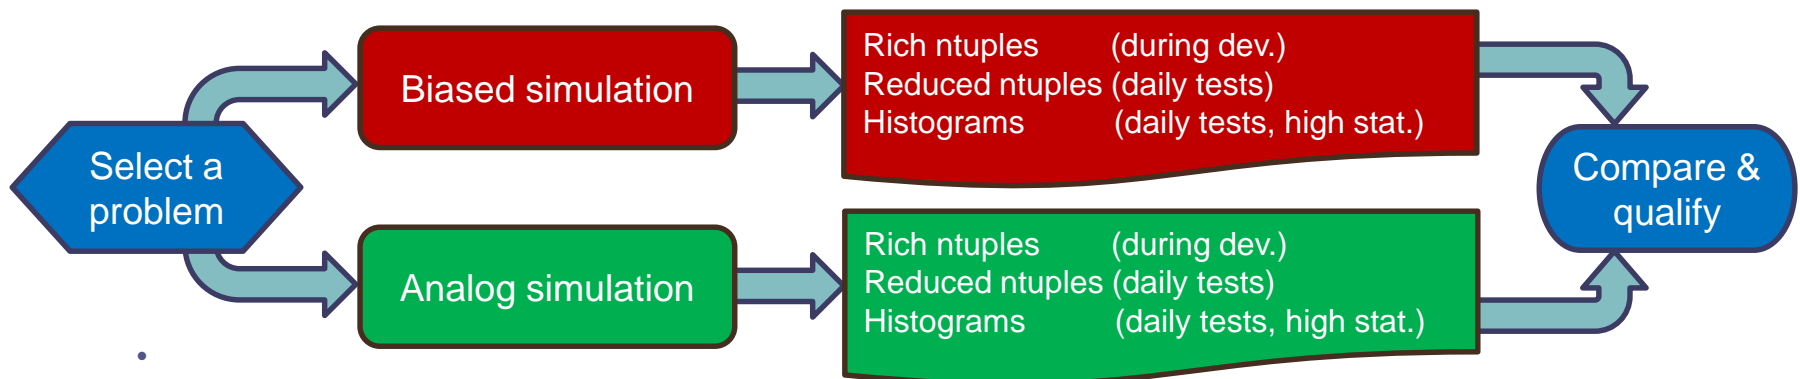 Select a
problem
Biased simulation
Rich ntuples (during dev.)
Reduced ntuples (daily tests)
Histograms (daily tests, high stat.)
Analog simulation
Rich ntuples (during dev.)
Reduced ntuples (daily tests)
Histograms (daily tests, high stat.)
Compare &
qualify